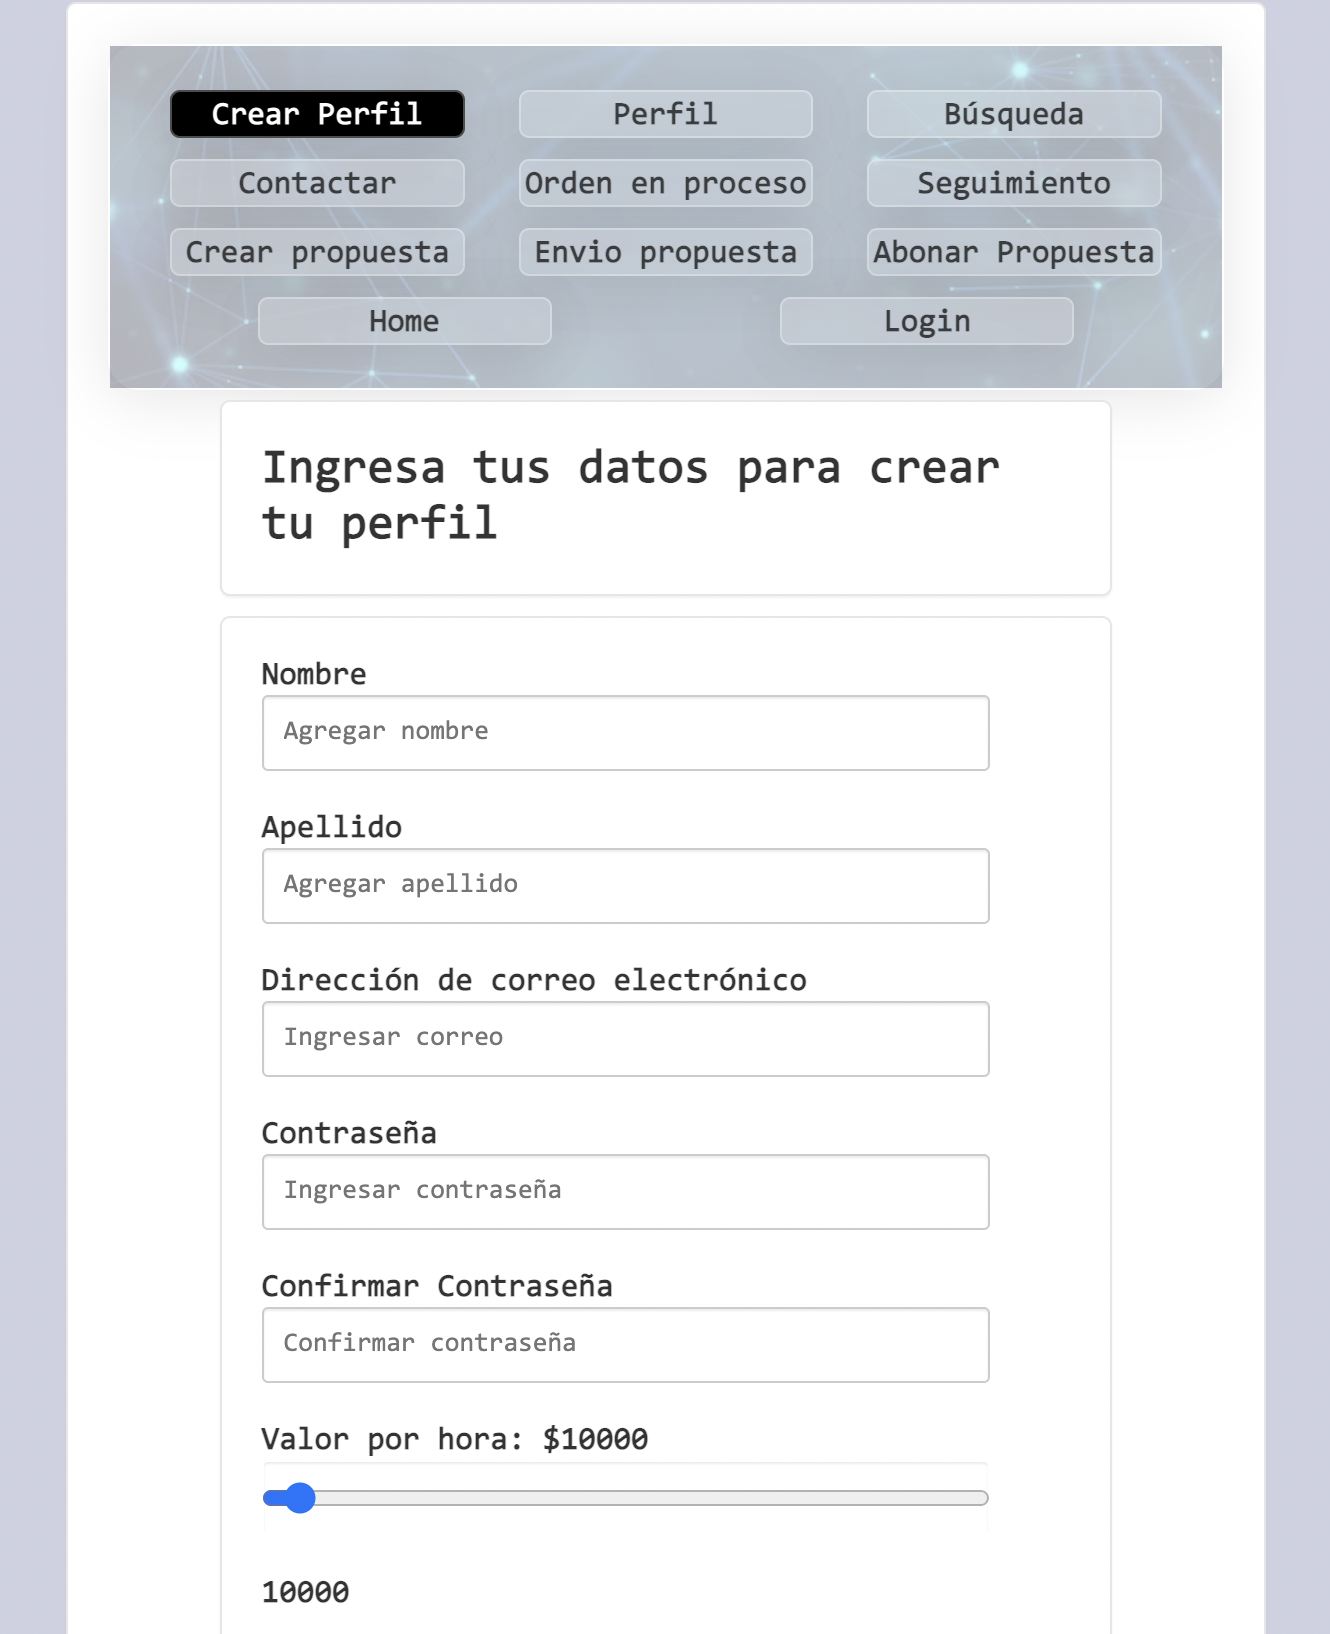 Crear Perfil
Perfil
Búsqueda
Contactar
Orden en proceso
Seguimiento
Crear propuesta
Envio propuesta
Abonar Propuesta
Home
Login
Ingresa tus datos para crear
tu perfil
Nombre
Agregar nombre
Apellido
Agregar apellido
Dirección de correo electrónico
Ingresar correo
Contraseña
Ingresar contraseña
Confirmar Contraseña
Confirmar contraseña
Valor por hora: $10000
10000